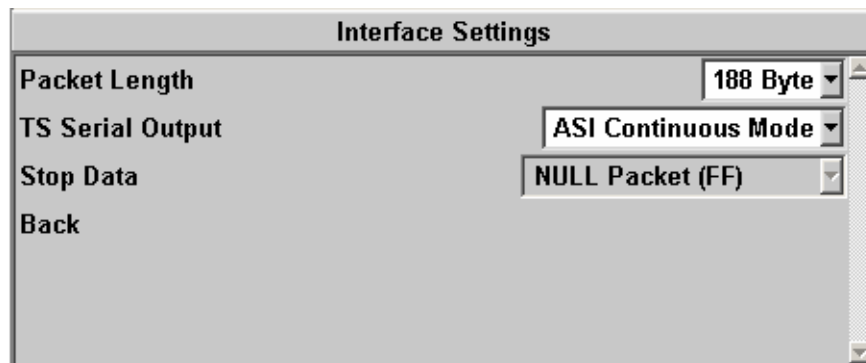 Interface Settings
Packet Length 188 Byte
TS Serial Output ASI Continuous Mode
Stop Data NULL Packet (FF)
Back